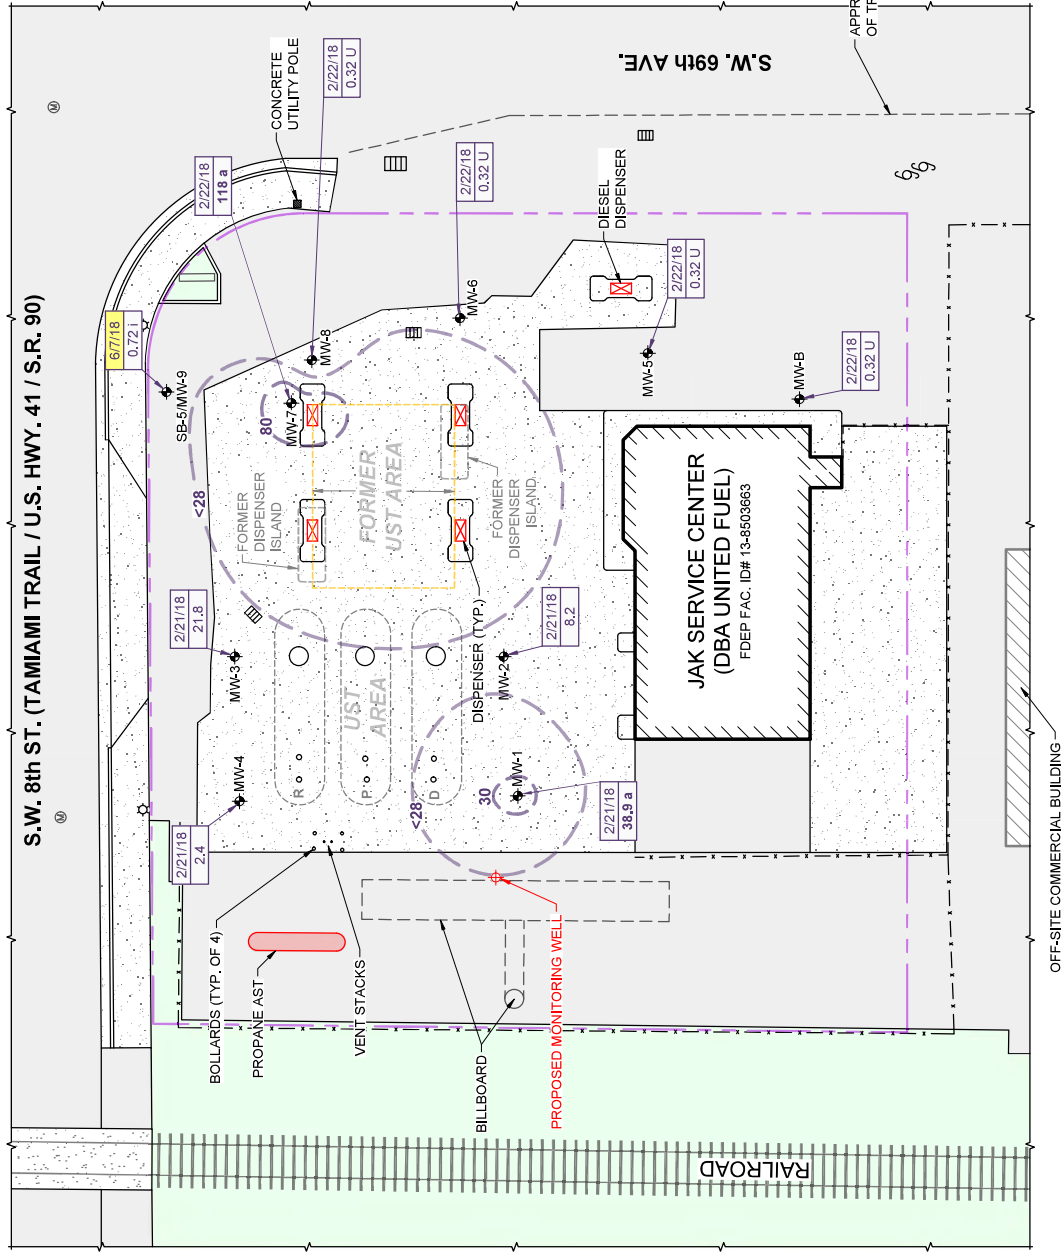 S.W. 8th ST. (TAMIAMI TRAIL / U.S. HWY. 41 / S.R. 90)
M
M
S.W. 69th AVE.
APPR
OF TR
CONCRETE
UTILITY POLE
2/22/18
0.32 U
2/22/18
118 a
2/22/18
0.32 U
6/7/18
0.72 i
SB-5/MW-9
MW-8
MW-6
MW-7
80
<28
DIESEL
DISPENSER
2/22/18
0.32 U
MW-5
MW-B
2/22/18
0.32 U
FORMER
DISPENSER
ISLAND
FORMER
UST AREA
FORMER
DISPENSER
ISLAND
2/21/18
21.8
MW-3
UST
AREA
DISPENSER (TYP.)
2/21/18
8.2
MW-2
R
P
D
MW-4
2/21/18
2.4
<28
30
MW-1
2/21/18
38.9 a
JAK SERVICE CENTER
(DBA UNITED FUEL)
FDEP FAC. ID# 13-8503663
BOLLARDS (TYP. OF 4)
PROPANE AST
VENT STACKS
BILLBOARD
PROPOSED MONITORING WELL
OFF-SITE COMMERCIAL BUILDING
RAILROAD